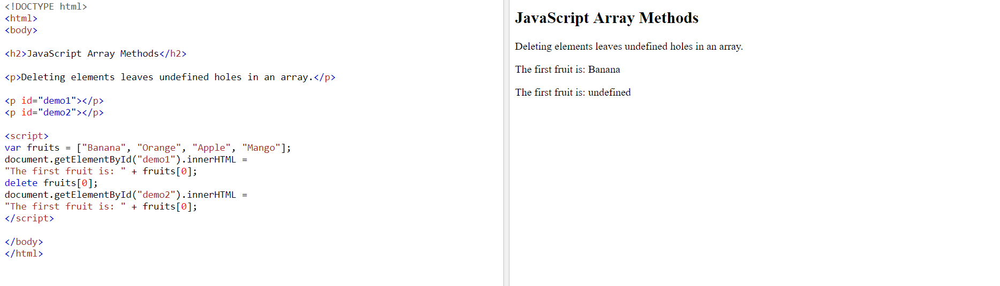 <!DOCTYPE html>
<html>
<body>
<h2>JavaScript Array Methods</h2>
<p>Deleting elements leaves undefined holes in an array.</p>
<p id="demo1"></p>
<p id="demo2"></p>
<script>
var fruits = ["Banana", "Orange", "Apple", "Mango"];
document.getElementById("demo1").innerHTML =
"The first fruit is: " + fruits[0];
delete fruits[0];
document.getElementById("demo2").innerHTML =
"The first fruit is: " + fruits[0];
</script>
</body>
</html>
JavaScript Array Methods
Deleting elements leaves undefined holes in an array.
The first fruit is: Banana
The first fruit is: undefined